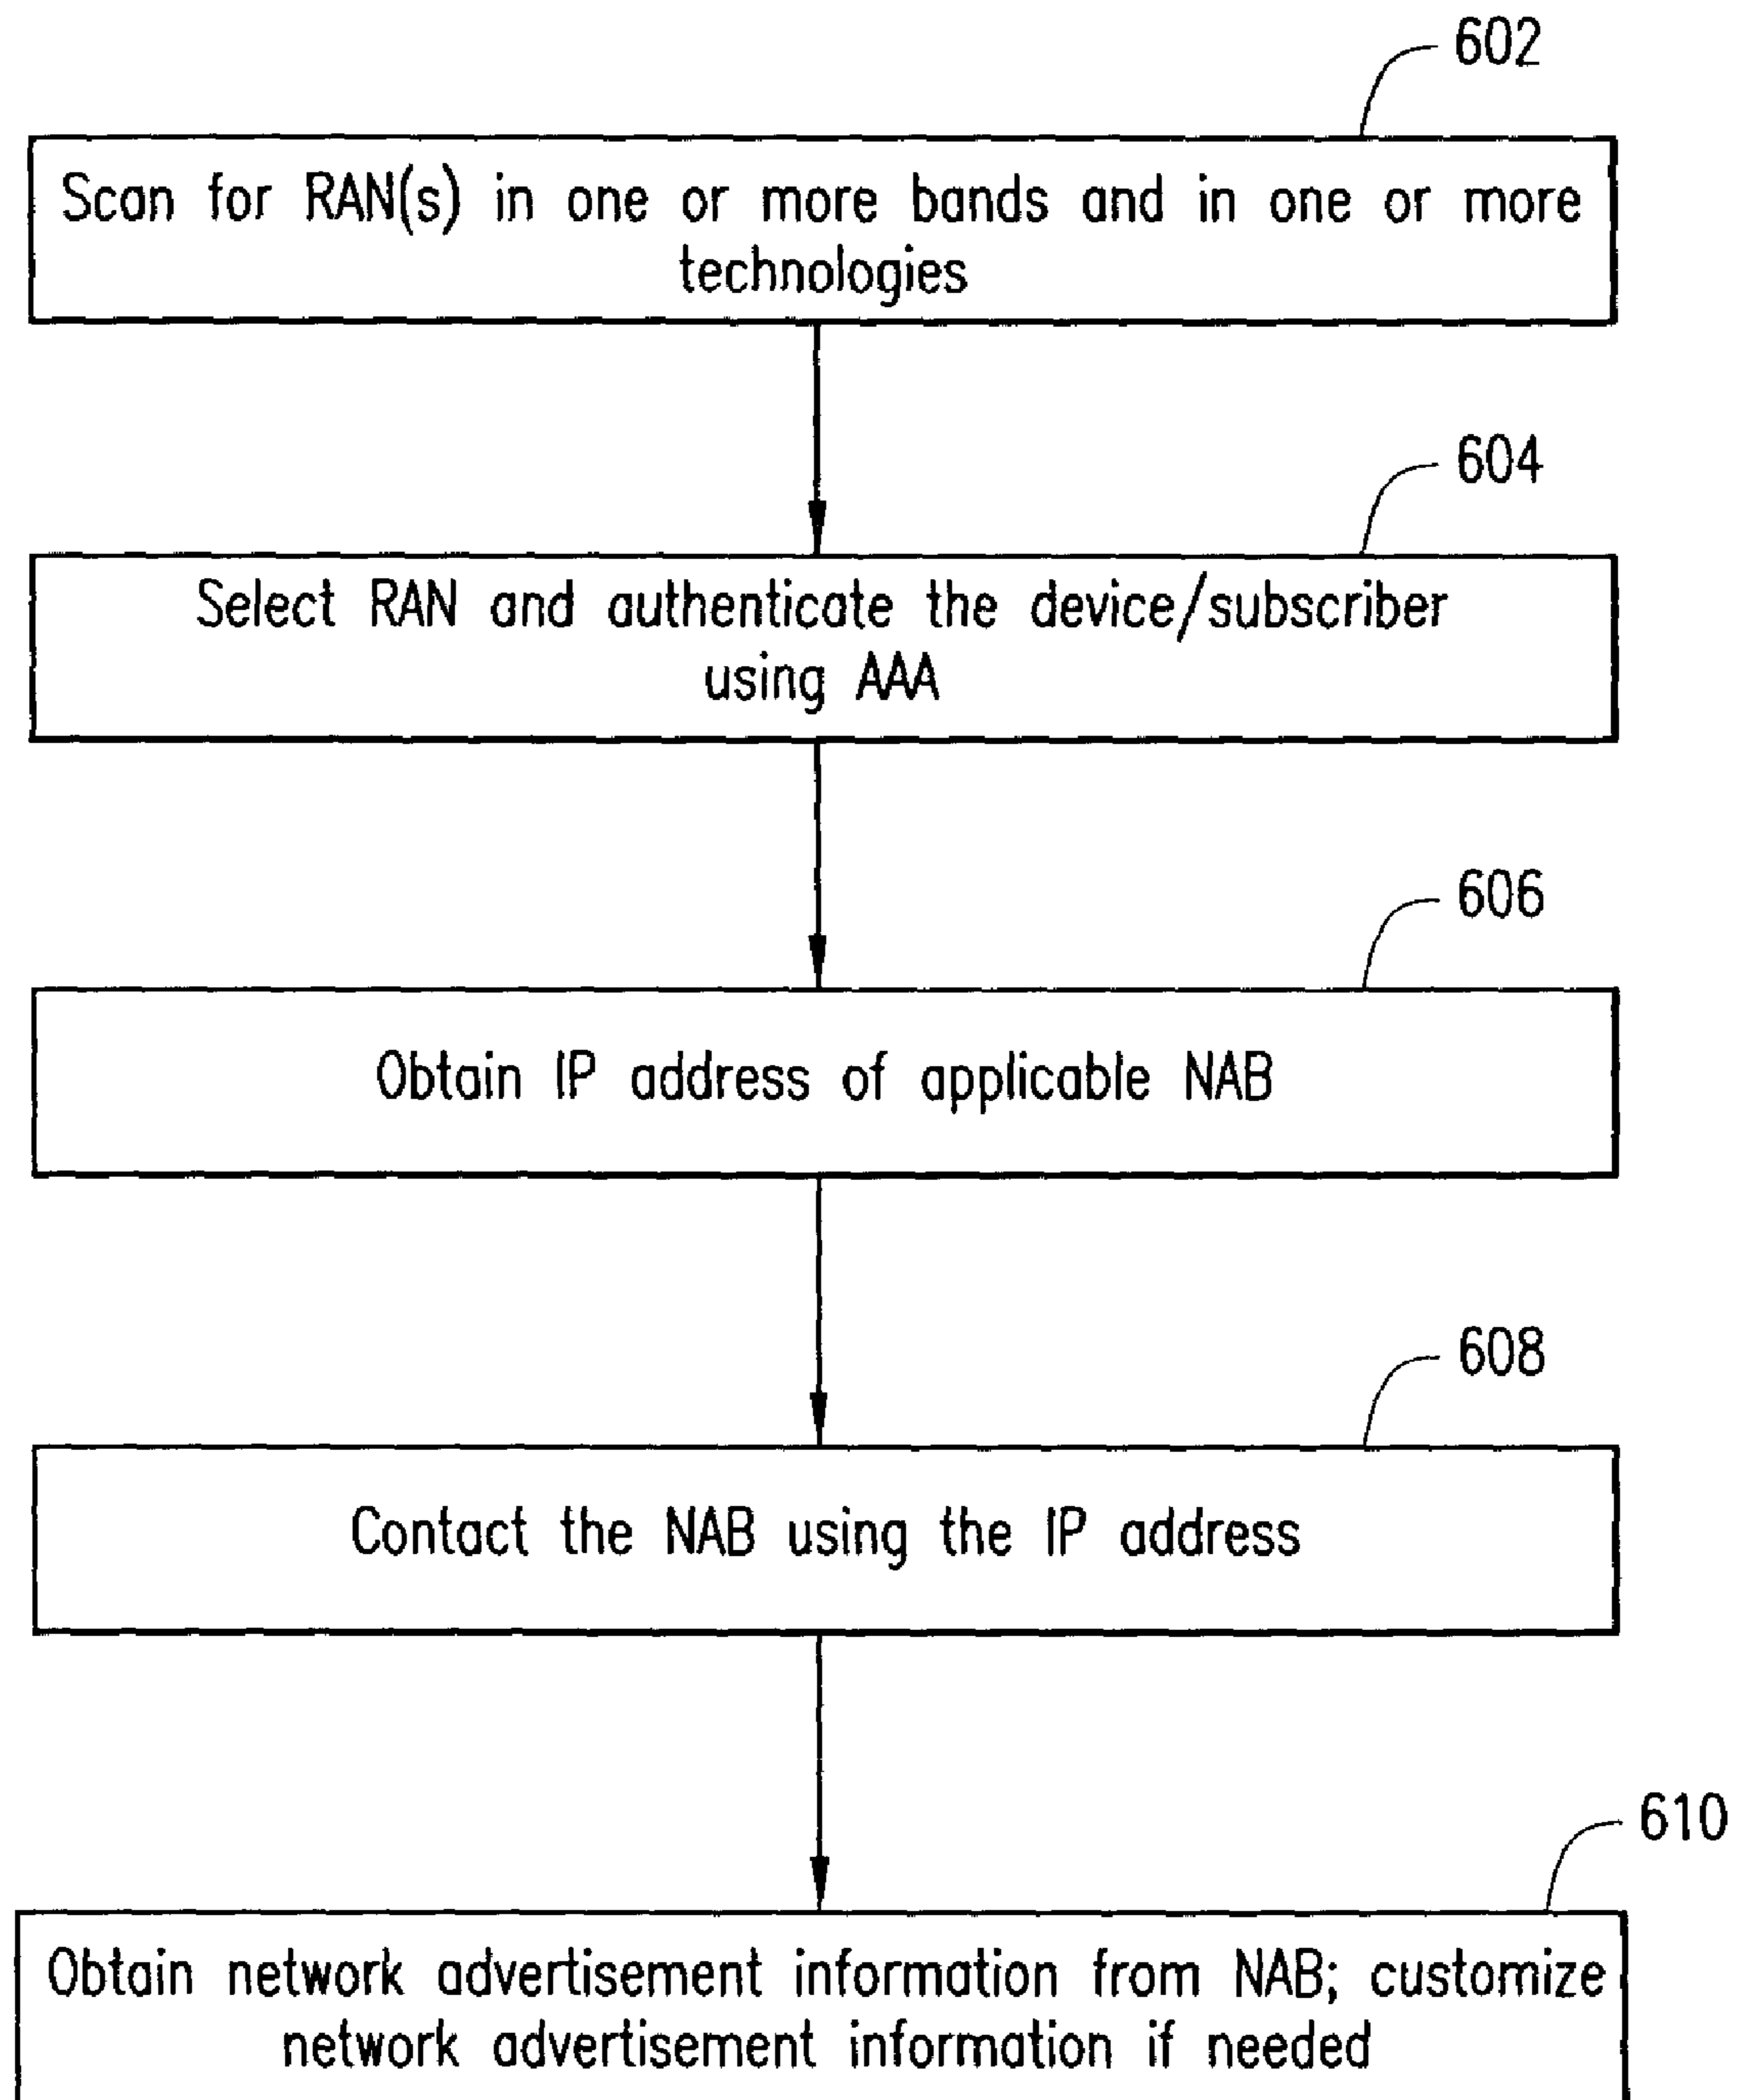 602
Scan for RAN(s) in one or more bands and in one or more
technologies
604
Select RAN and authenticate the device/subscriber
using AAA
606
Obtain IP address of applicable NAB
608
Contact the NAB using the IP address
610
Obtain network advertisement information from NAB; customize
network advertisement information if needed